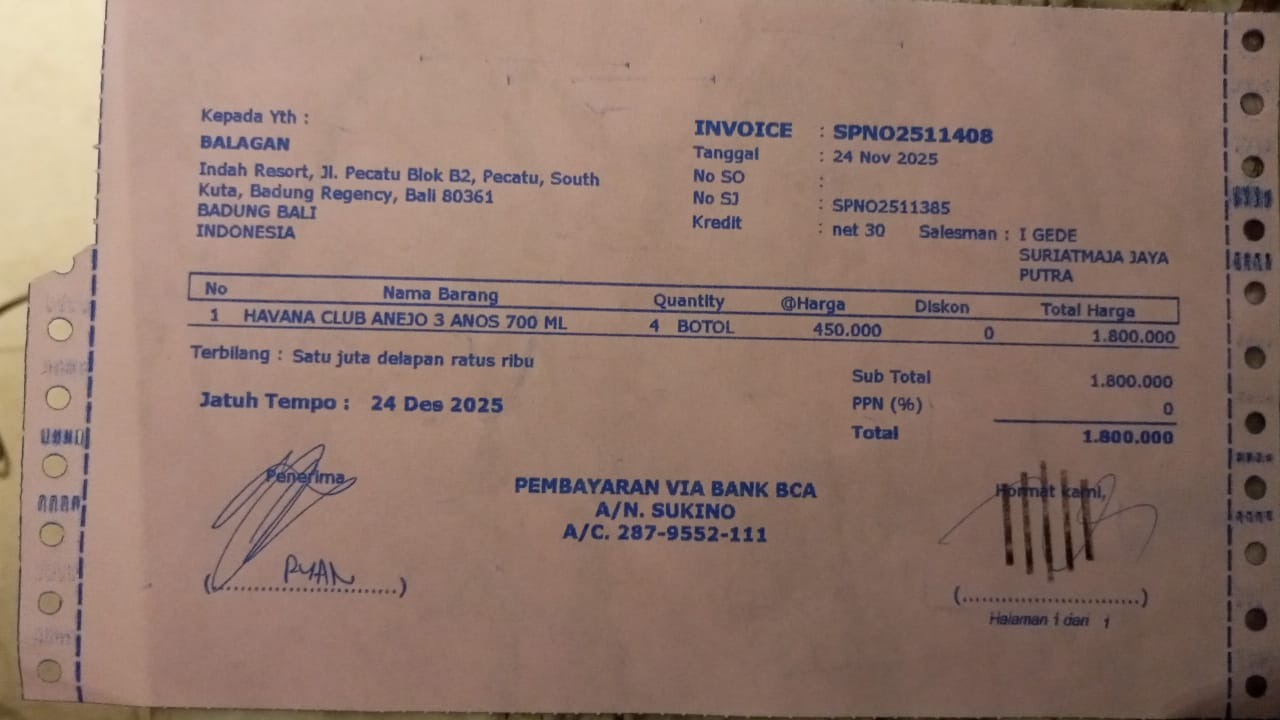 Kepada Yth :
BALAGAN
Indah Resort, Jl. Pecatu Blok B2, Pecatu, South
Kuta, Badung Regency, Bali 80361
BADUNG BALI
INDONESIA
INVOICE : SPNO2511408
Tanggal : 24 Nov 2025
No SO :
No SJ : SPNO2511385
Kredit : net 30 Salesman : I GEDE
SURIATMAJA JAYA
PUTRA
No Nama Barang Quantity @Harga Diskon Total Harga
1 HAVANA CLUB ANEJO 3 ANOS 700 ML 4 BOTOL 450.000 0 1.800.000
Terbilang : Satu juta delapan ratus ribu
Sub Total 1.800.000
PPN (%) 0
Total 1.800.000
Jatuh Tempo : 24 Des 2025
Penerima
RYAN
(..............................)
PEMBAYARAN VIA BANK BCA
A/N. SUKINO
A/C. 287-9552-111
Hormat kami,
(..............................)
Halaman 1 dari 1